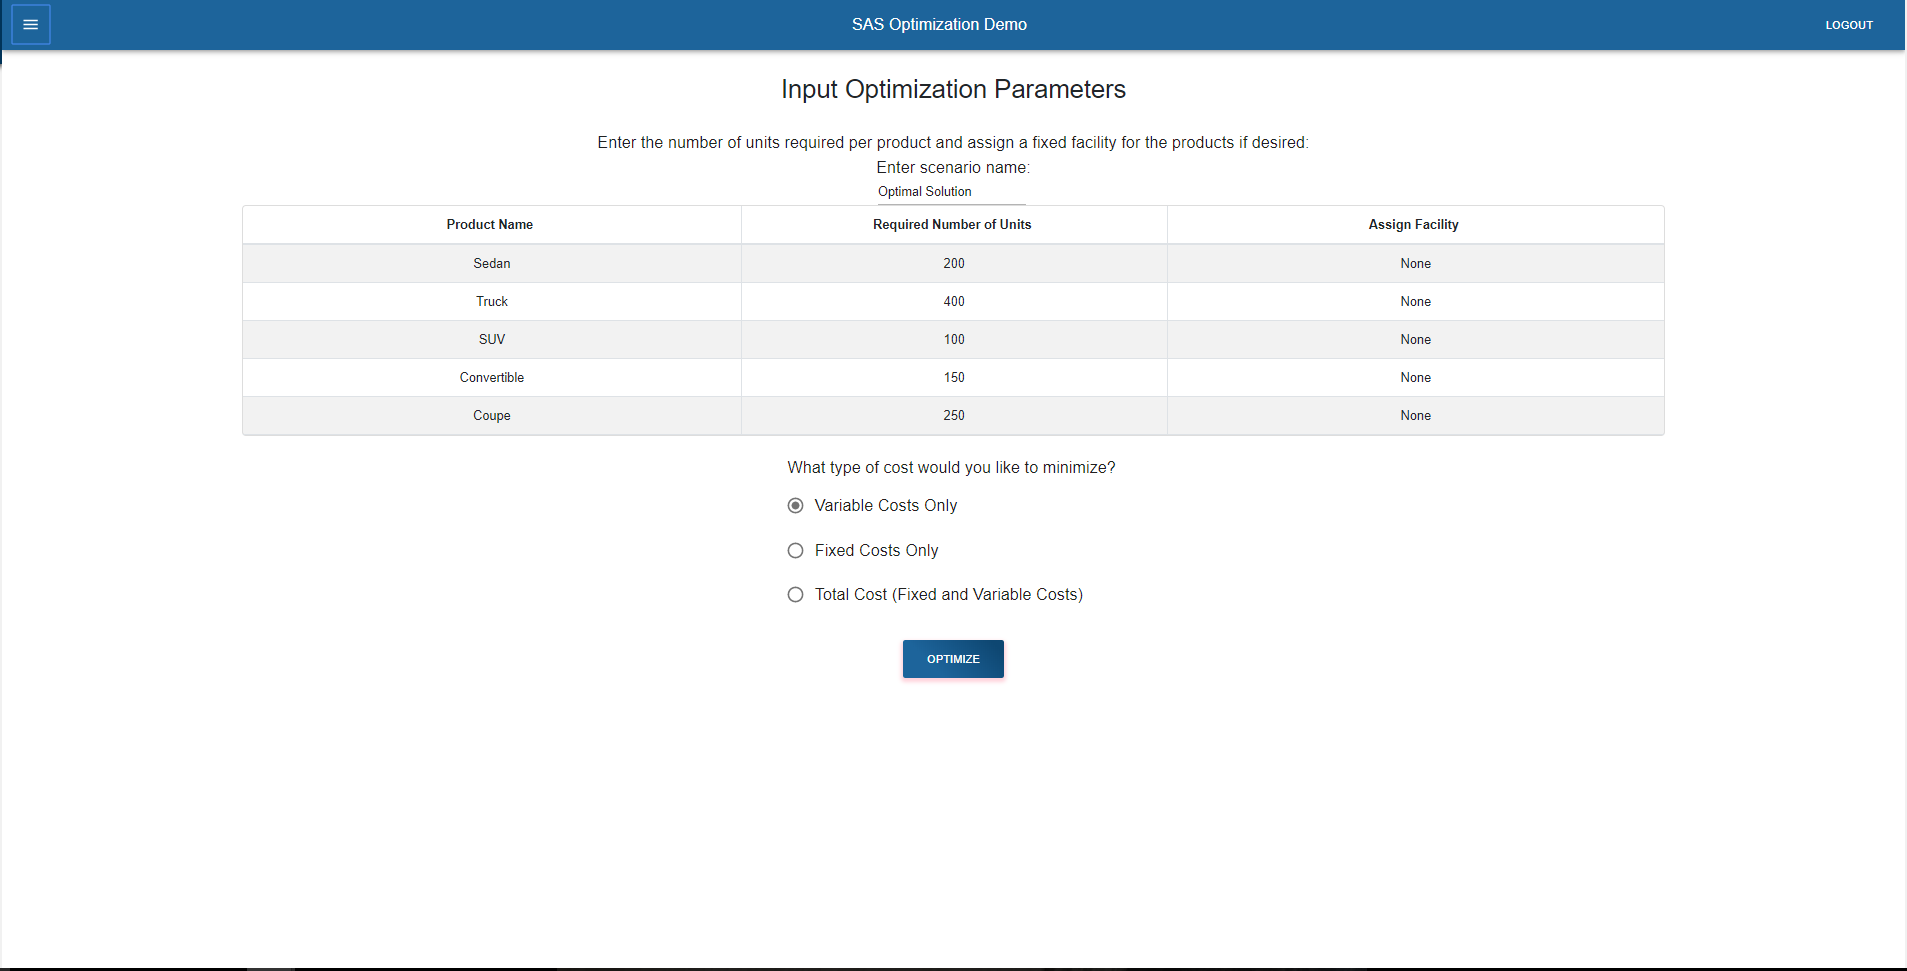 SAS Optimization Demo
LOGOUT
Input Optimization Parameters
Enter the number of units required per product and assign a fixed facility for the products if desired:
Enter scenario name:
Optimal Solution
Product Name Required Number of Units Assign Facility
Sedan 200 None
Truck 400 None
SUV 100 None
Convertible 150 None
Coupe 250 None
What type of cost would you like to minimize?
Variable Costs Only
Fixed Costs Only
Total Cost (Fixed and Variable Costs)
OPTIMIZE